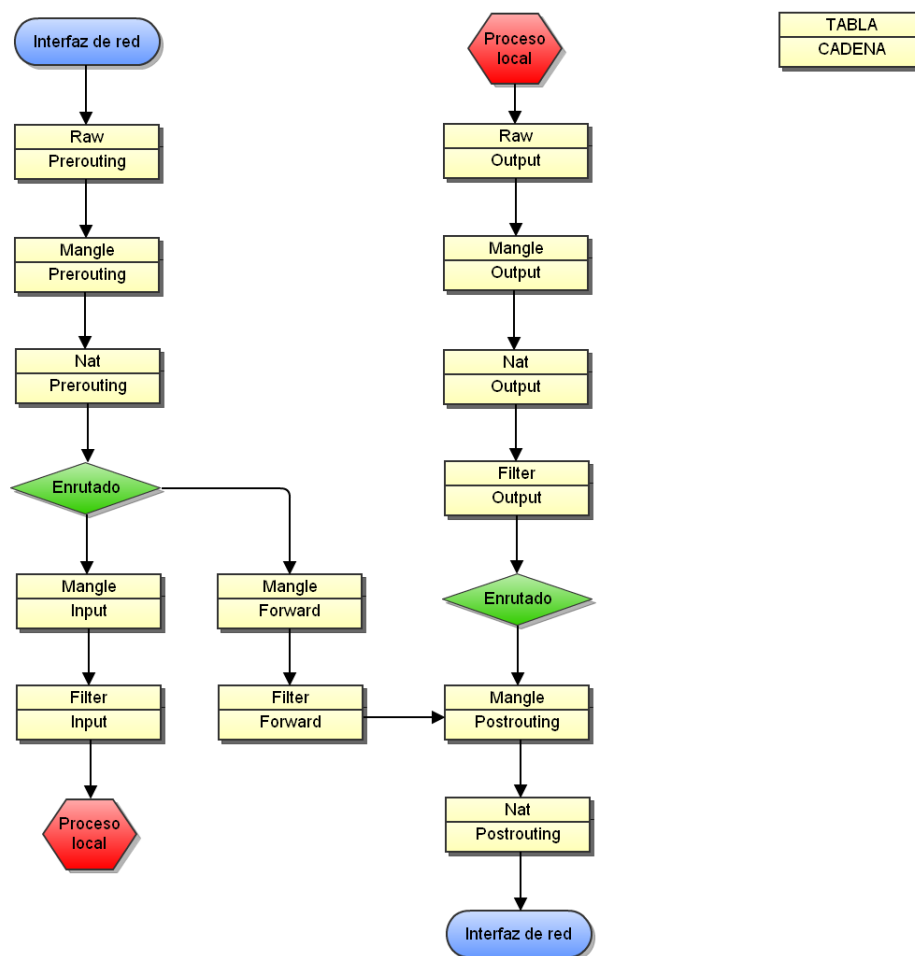 Interfaz de red
Raw
Prerouting
Mangle
Prerouting
Nat
Prerouting
Enrutado
Mangle
Input
Filter
Input
Proceso
local
Mangle
Forward
Filter
Forward
Proceso
local
Raw
Output
Mangle
Output
Nat
Output
Filter
Output
Enrutado
Mangle
Postrouting
Nat
Postrouting
Interfaz de red
TABLA
CADENA